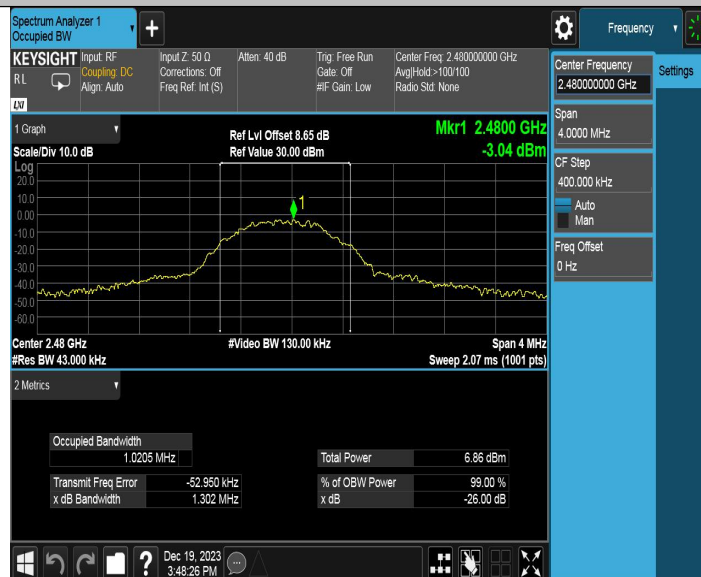 Spectrum Analyzer 1
Occupied BW
+
Frequency
KEYSIGHT
RL
LXI
Input: RF
Coupling: DC
Align: Auto
Input Z: 50 Ω
Corrections: Off
Freq Ref: Int (S)
Atten: 40 dB
Trig: Free Run
Gate: Off
#IF Gain: Low
Center Freq: 2.480000000 GHz
Avg|Hold:>100/100
Radio Std: None
Center Frequency
2.480000000 GHz
Settings
Span
4.0000 MHz
CF Step
400.000 kHz
Auto
Man
Freq Offset
0 Hz
1 Graph
Scale/Div 10.0 dB
Ref Lvl Offset 8.65 dB
Ref Value 30.00 dBm
Mkr1 2.4800 GHz
-3.04 dBm
Log
20.0
10.0
0.00
-10.0
-20.0
-30.0
-40.0
-50.0
-60.0
1
Center 2.48 GHz
#Res BW 43.000 kHz
#Video BW 130.00 kHz
Span 4 MHz
Sweep 2.07 ms (1001 pts)
2 Metrics
Occupied Bandwidth
1.0205 MHz
Transmit Freq Error -52.950 kHz
x dB Bandwidth 1.302 MHz
Total Power 6.86 dBm
% of OBW Power 99.00 %
x dB -26.00 dB
?
Dec 19, 2023
3:48:26 PM